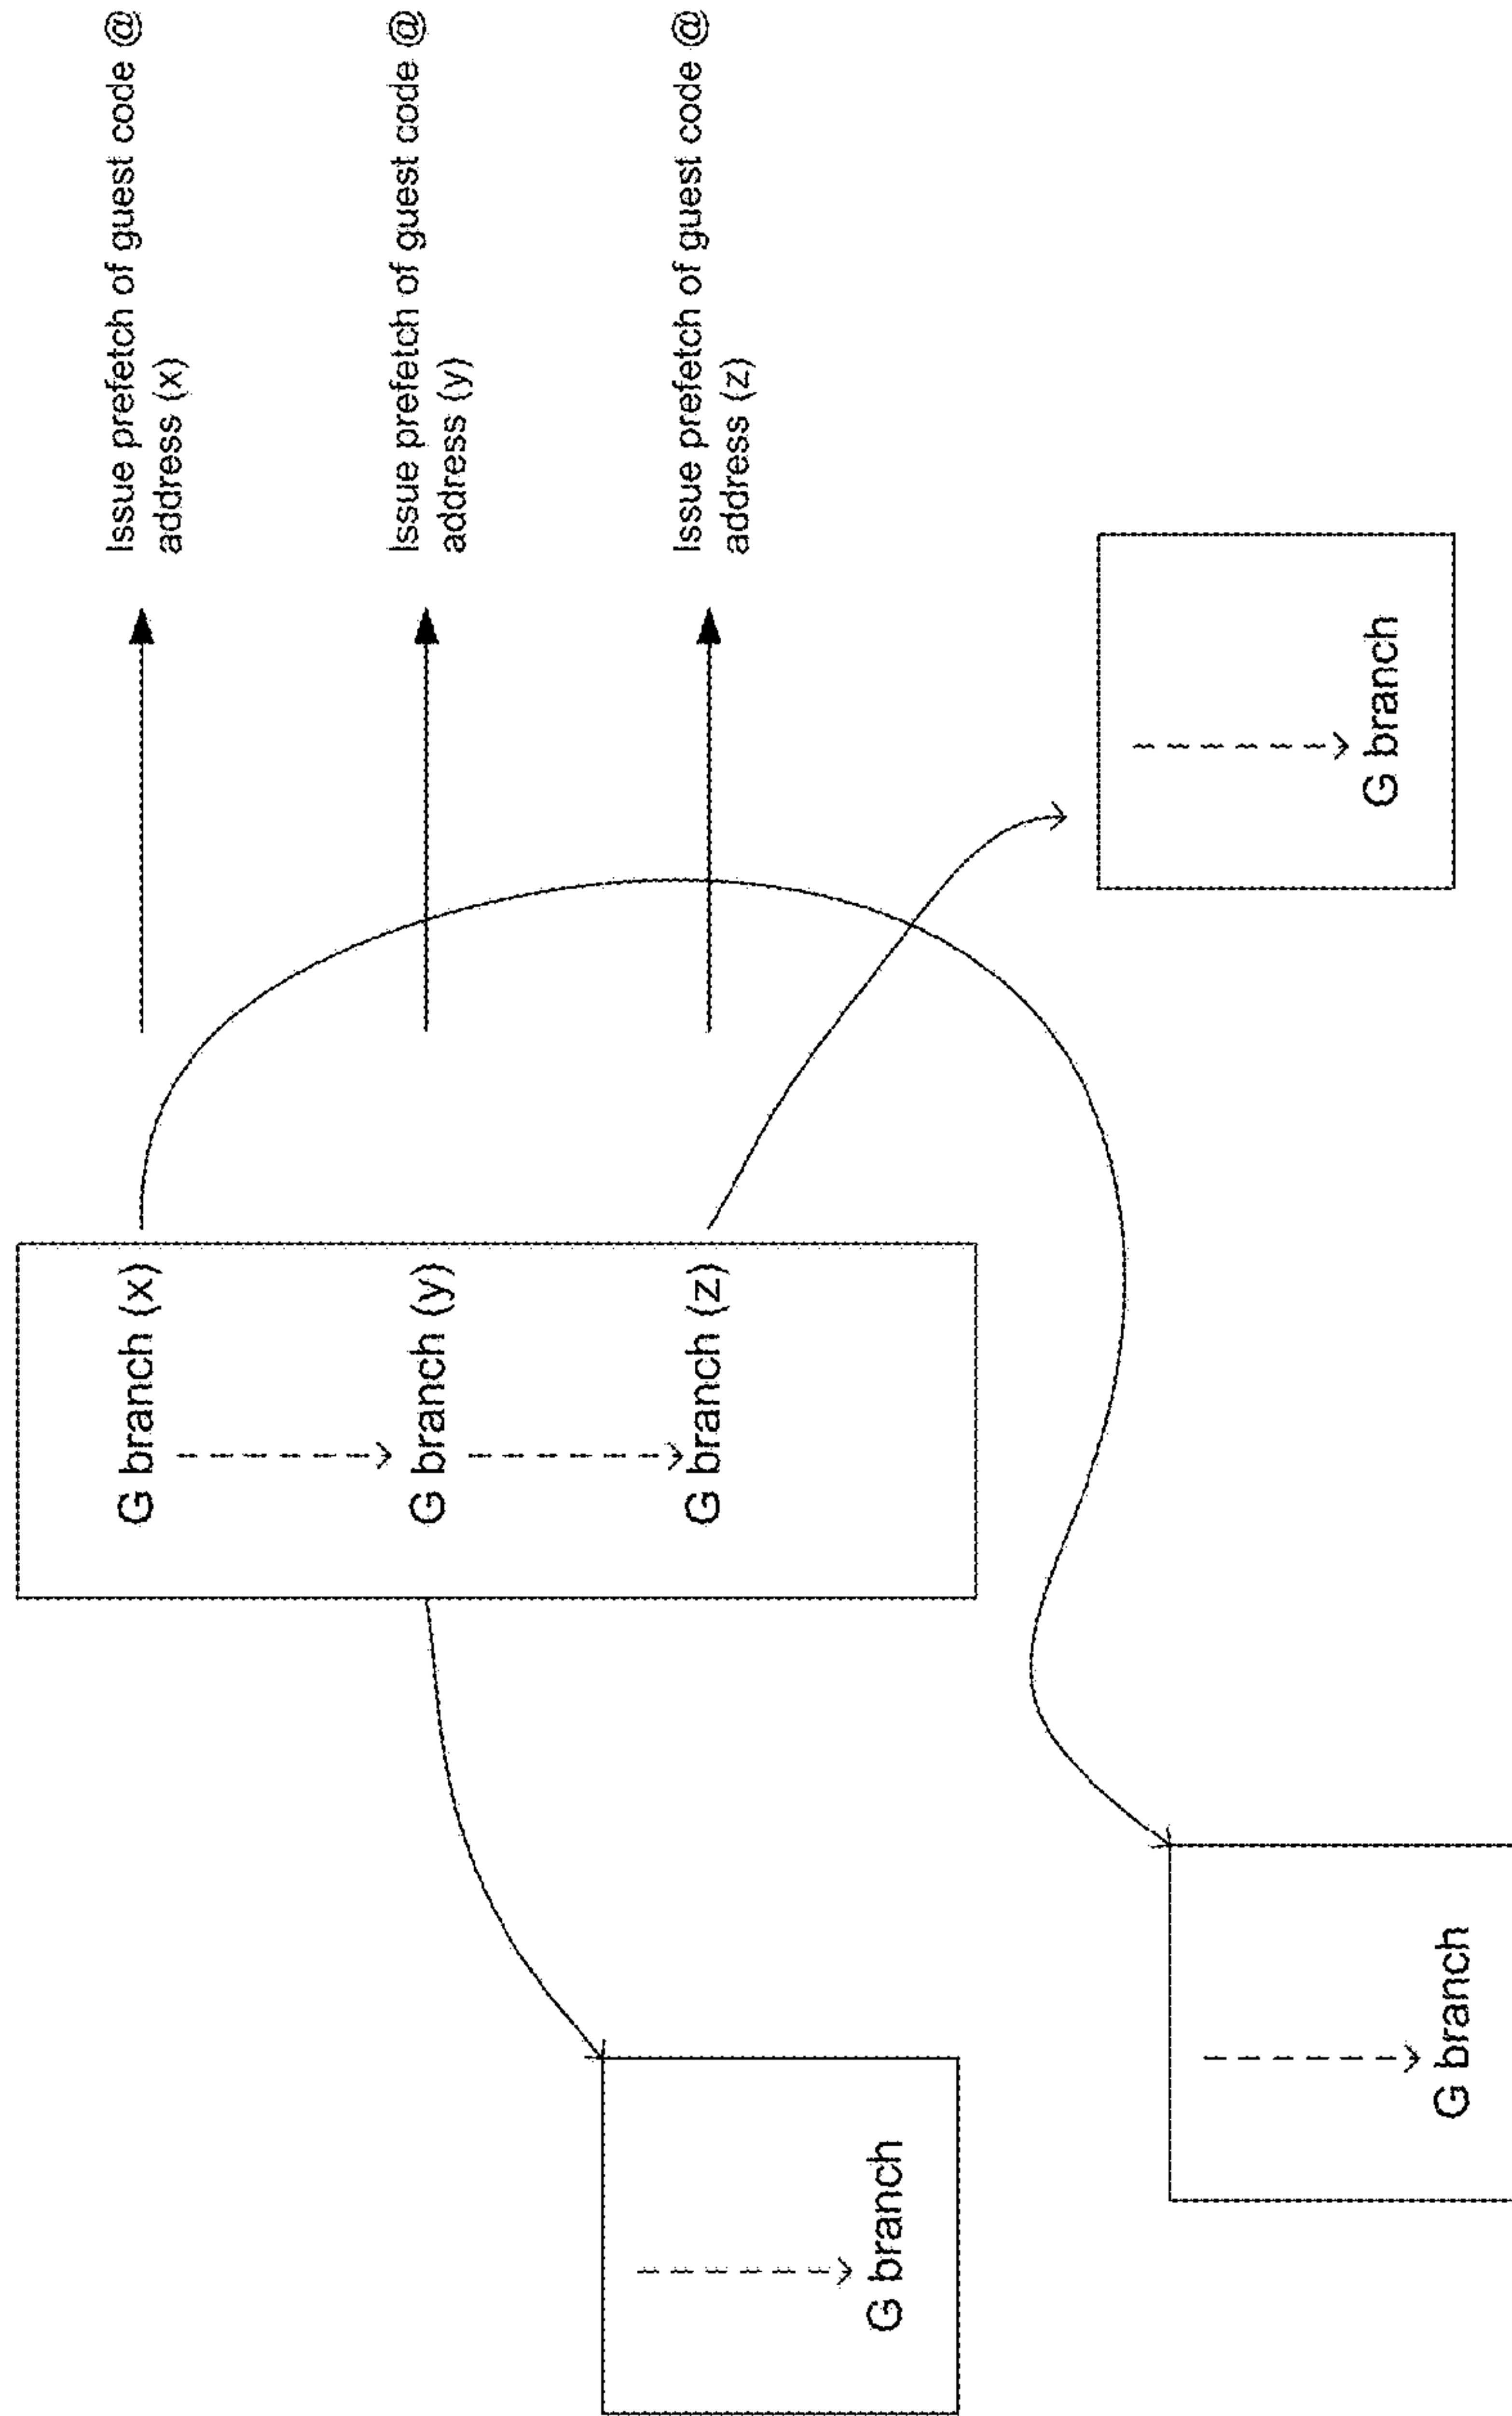 G branch (x)
Issue prefetch of guest code @
address (x)
G branch (y)
Issue prefetch of guest code @
address (y)
G branch (z)
Issue prefetch of guest code @
address (z)
G branch
G branch
G branch